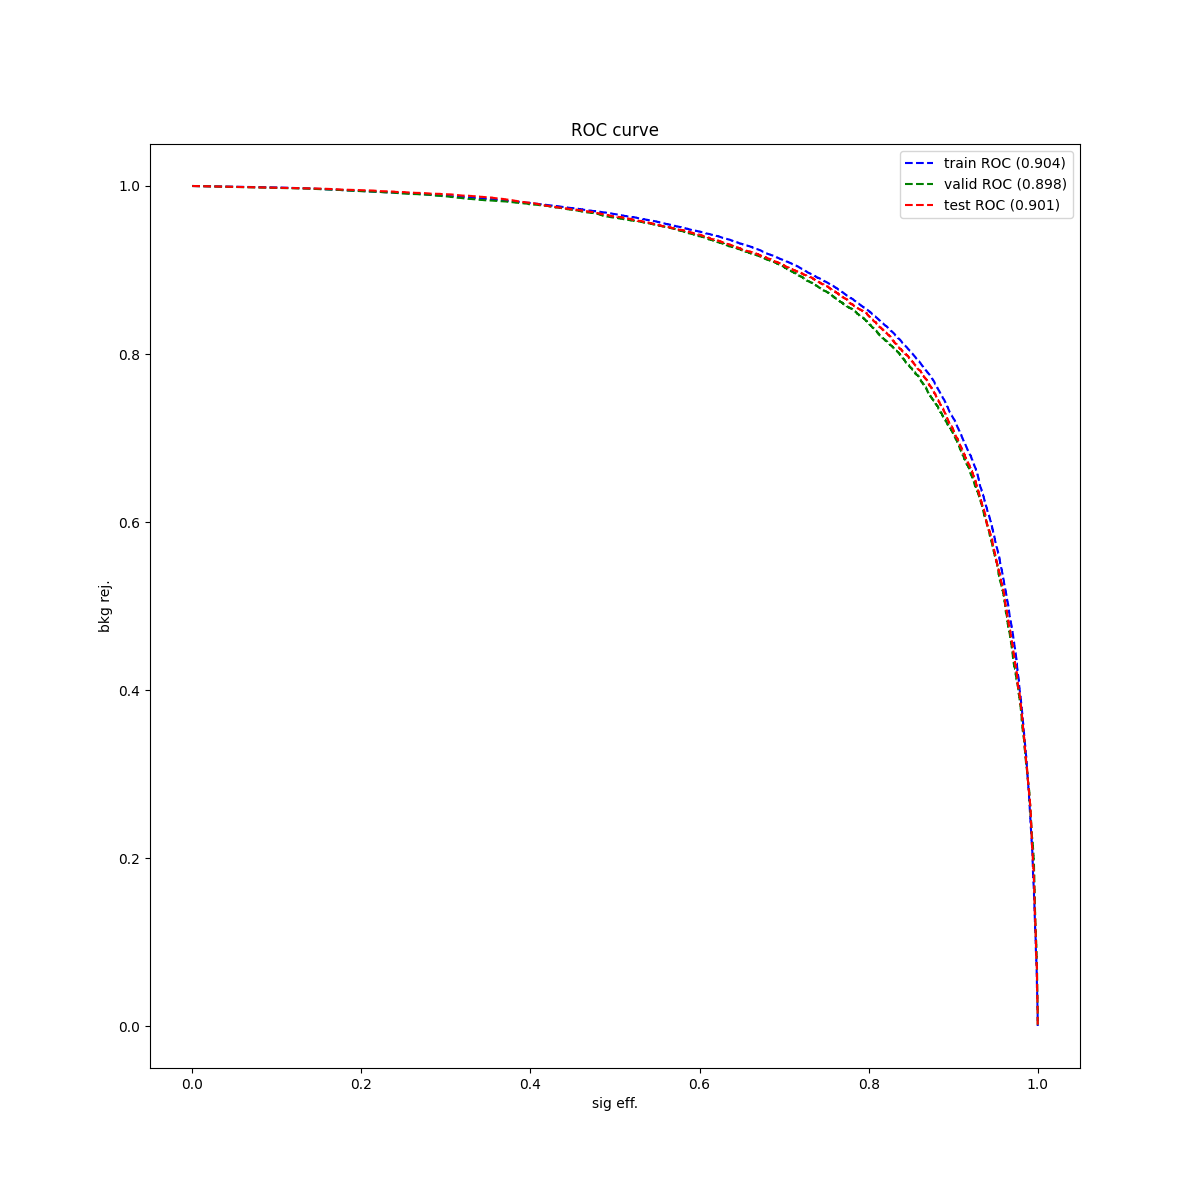 ROC curve
train ROC (0.904)
valid ROC (0.898)
test ROC (0.901)
1.0
0.8
0.6
0.4
0.2
0.0
bkg rej.
0.0 0.2 0.4 0.6 0.8 1.0
sig eff.